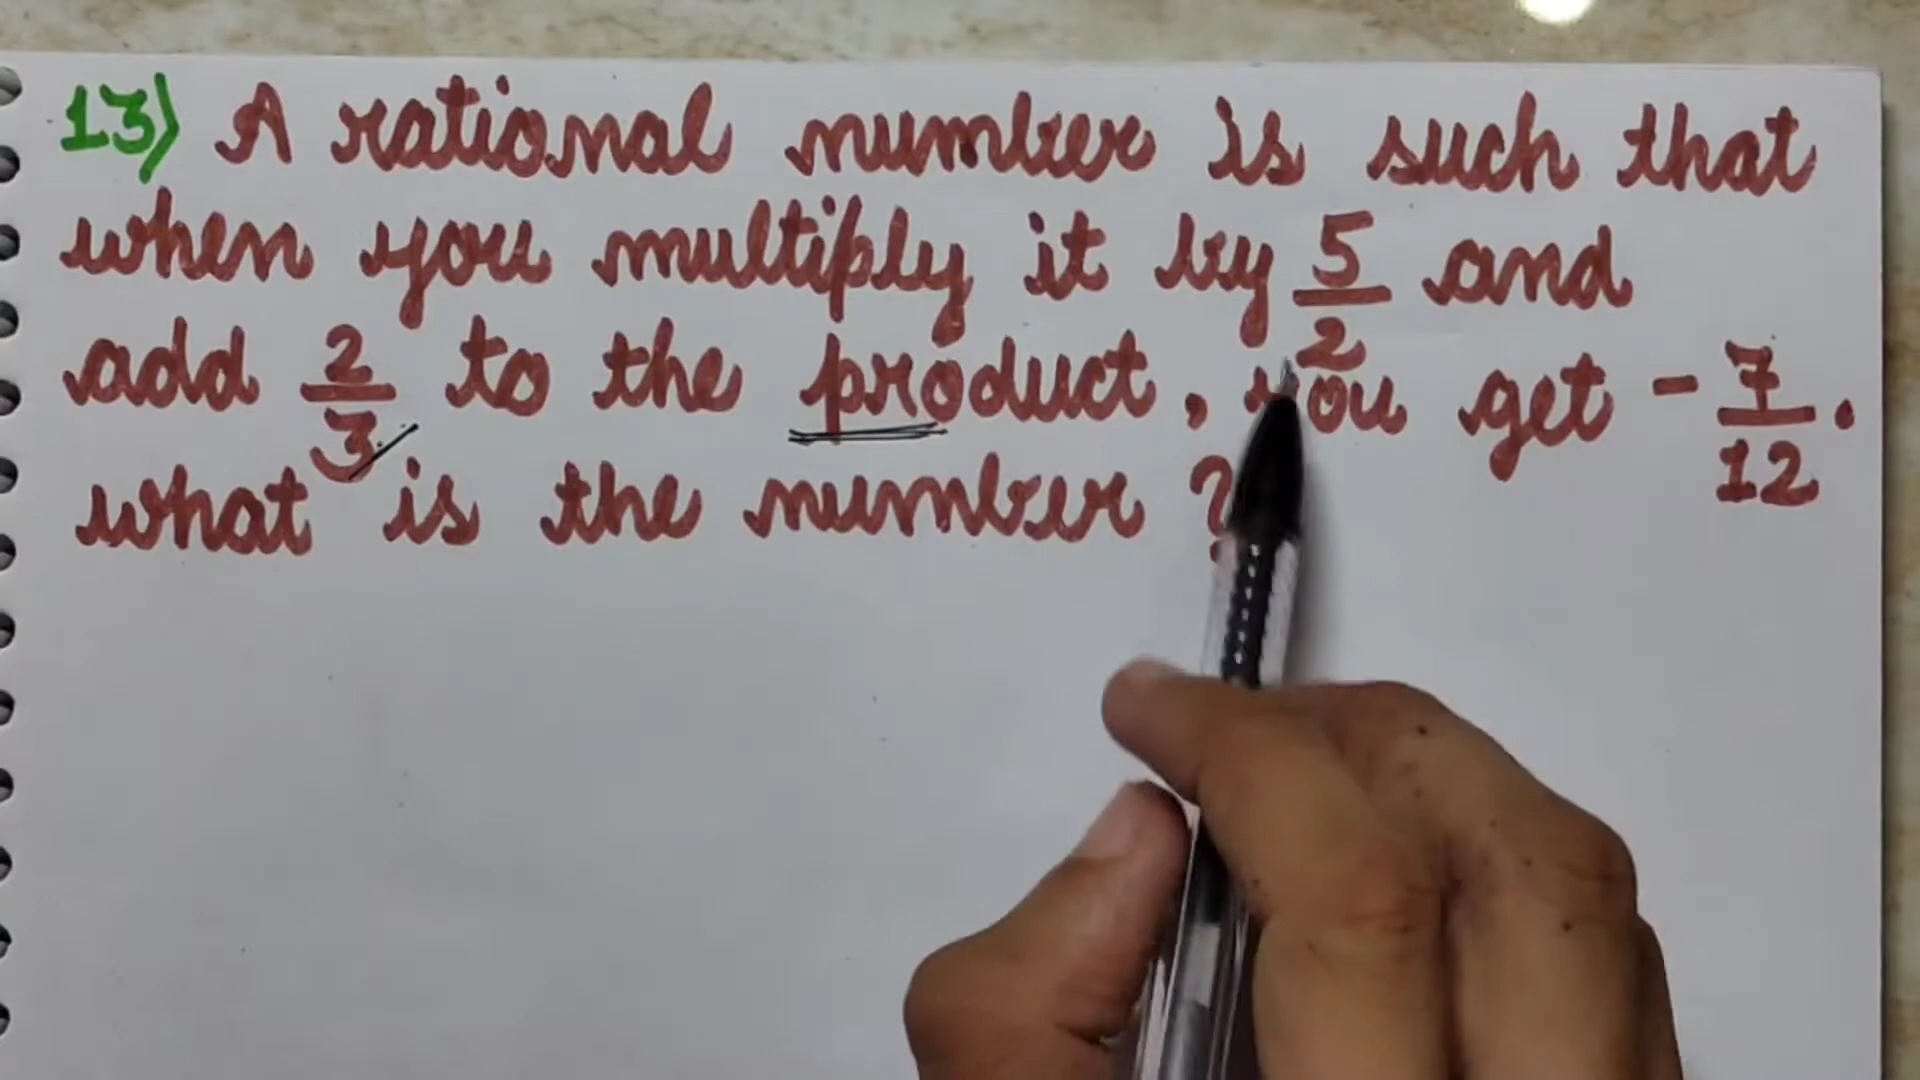 13) A rational number is such that
when you multiply it by 5/2 and
add 2/3 to the product, you get - 7/12.
what is the number ?